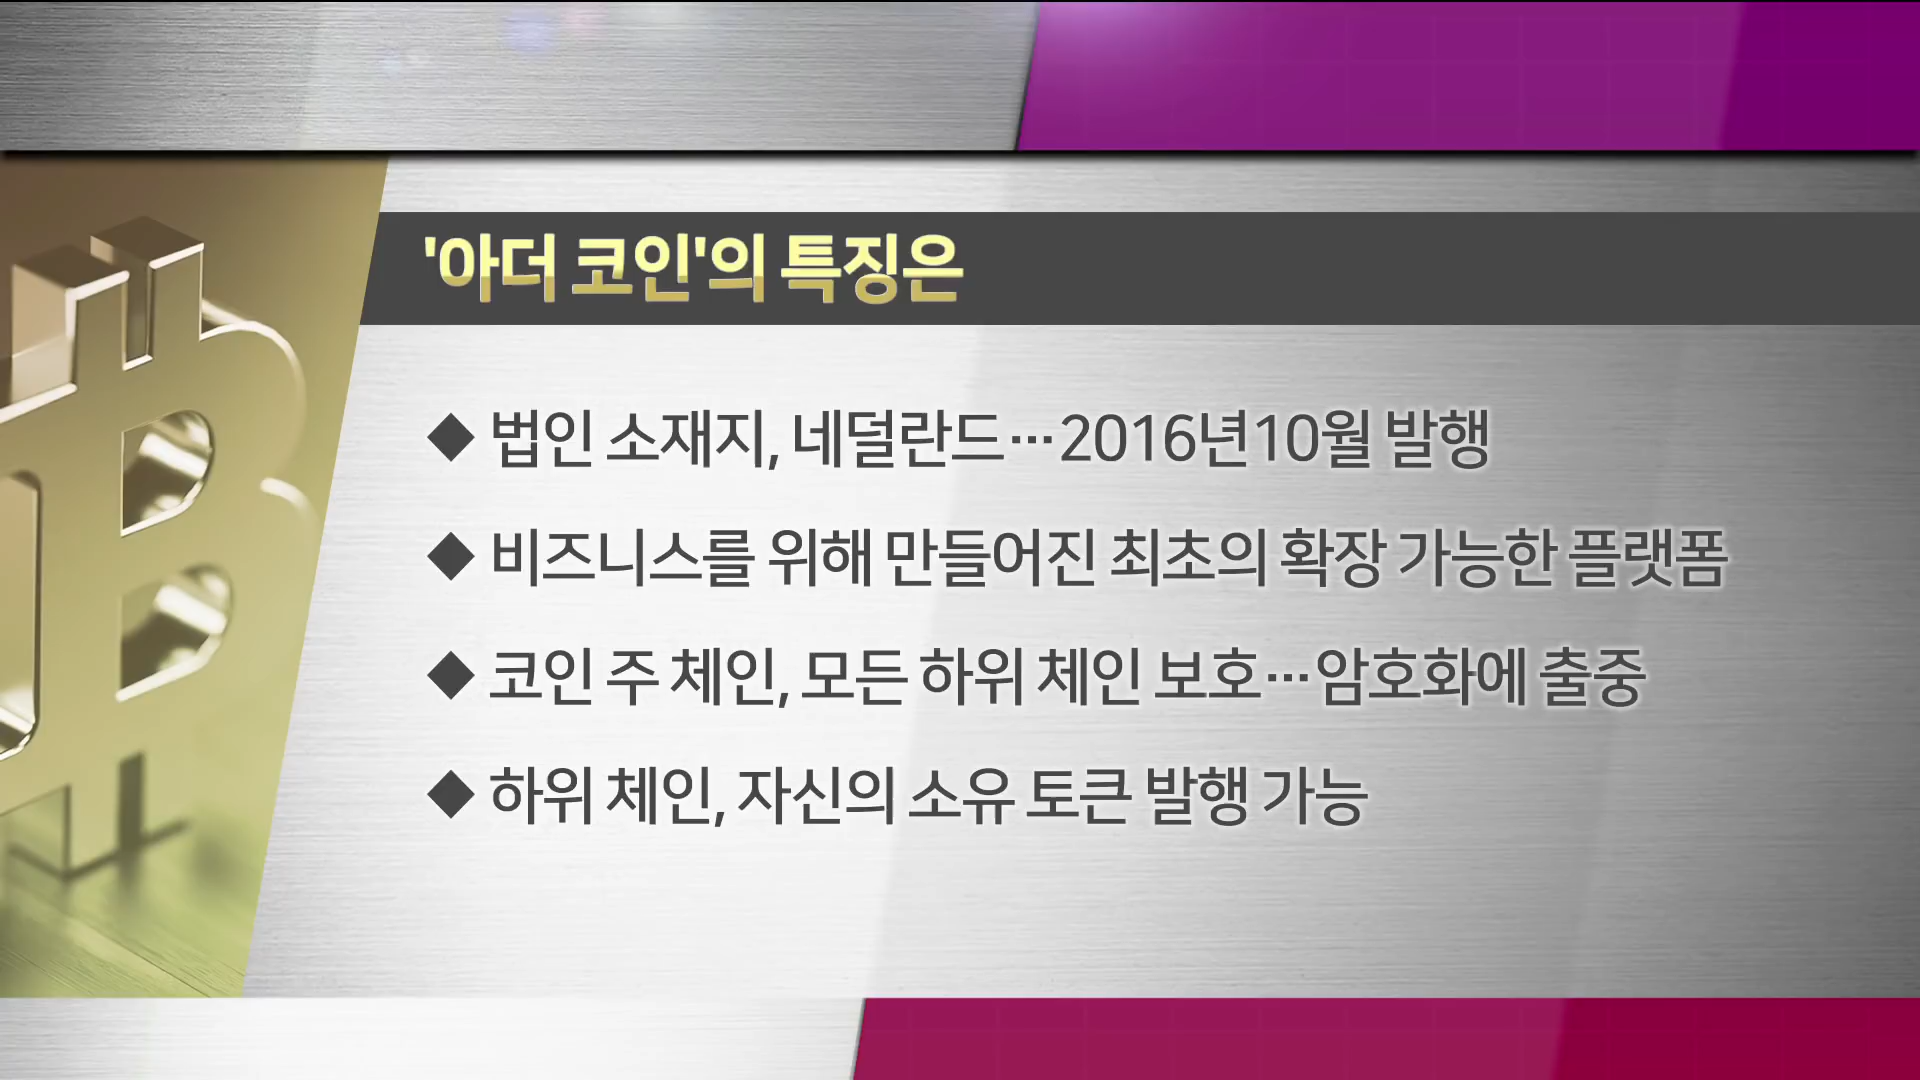 '아더 코인'의 특징은
◆ 법인 소재지, 네덜란드…2016년10월 발행
◆ 비즈니스를 위해 만들어진 최초의 확장 가능한 플랫폼
◆ 코인 주 체인, 모든 하위 체인 보호…암호화에 출중
◆ 하위 체인, 자신의 소유 토큰 발행 가능